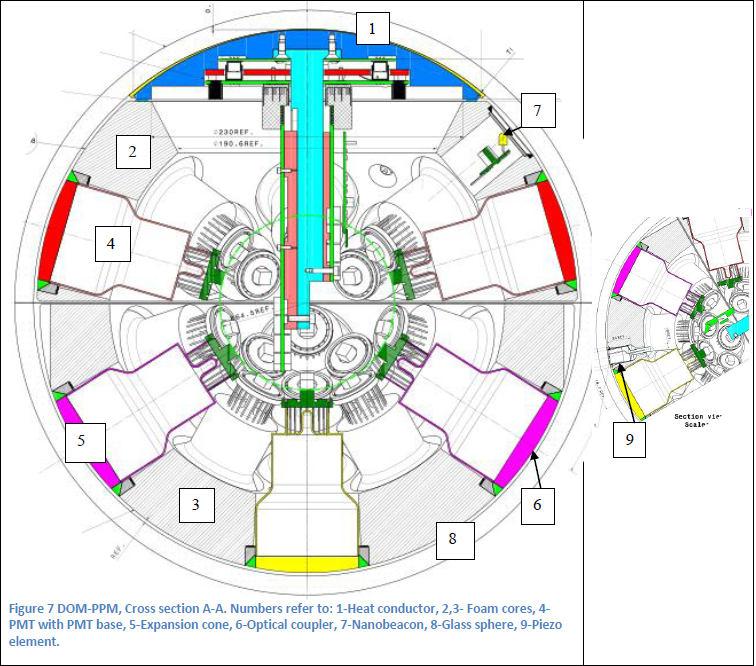 1
7
∅230REF.
2
∅190.6REF.
4
5
3
6
8
REF.
9
Section view
Scale:
Figure 7 DOM-PPM, Cross section A-A. Numbers refer to: 1-Heat conductor, 2,3- Foam cores, 4-
PMT with PMT base, 5-Expansion cone, 6-Optical coupler, 7-Nanobeacon, 8-Glass sphere, 9-Piezo
element.